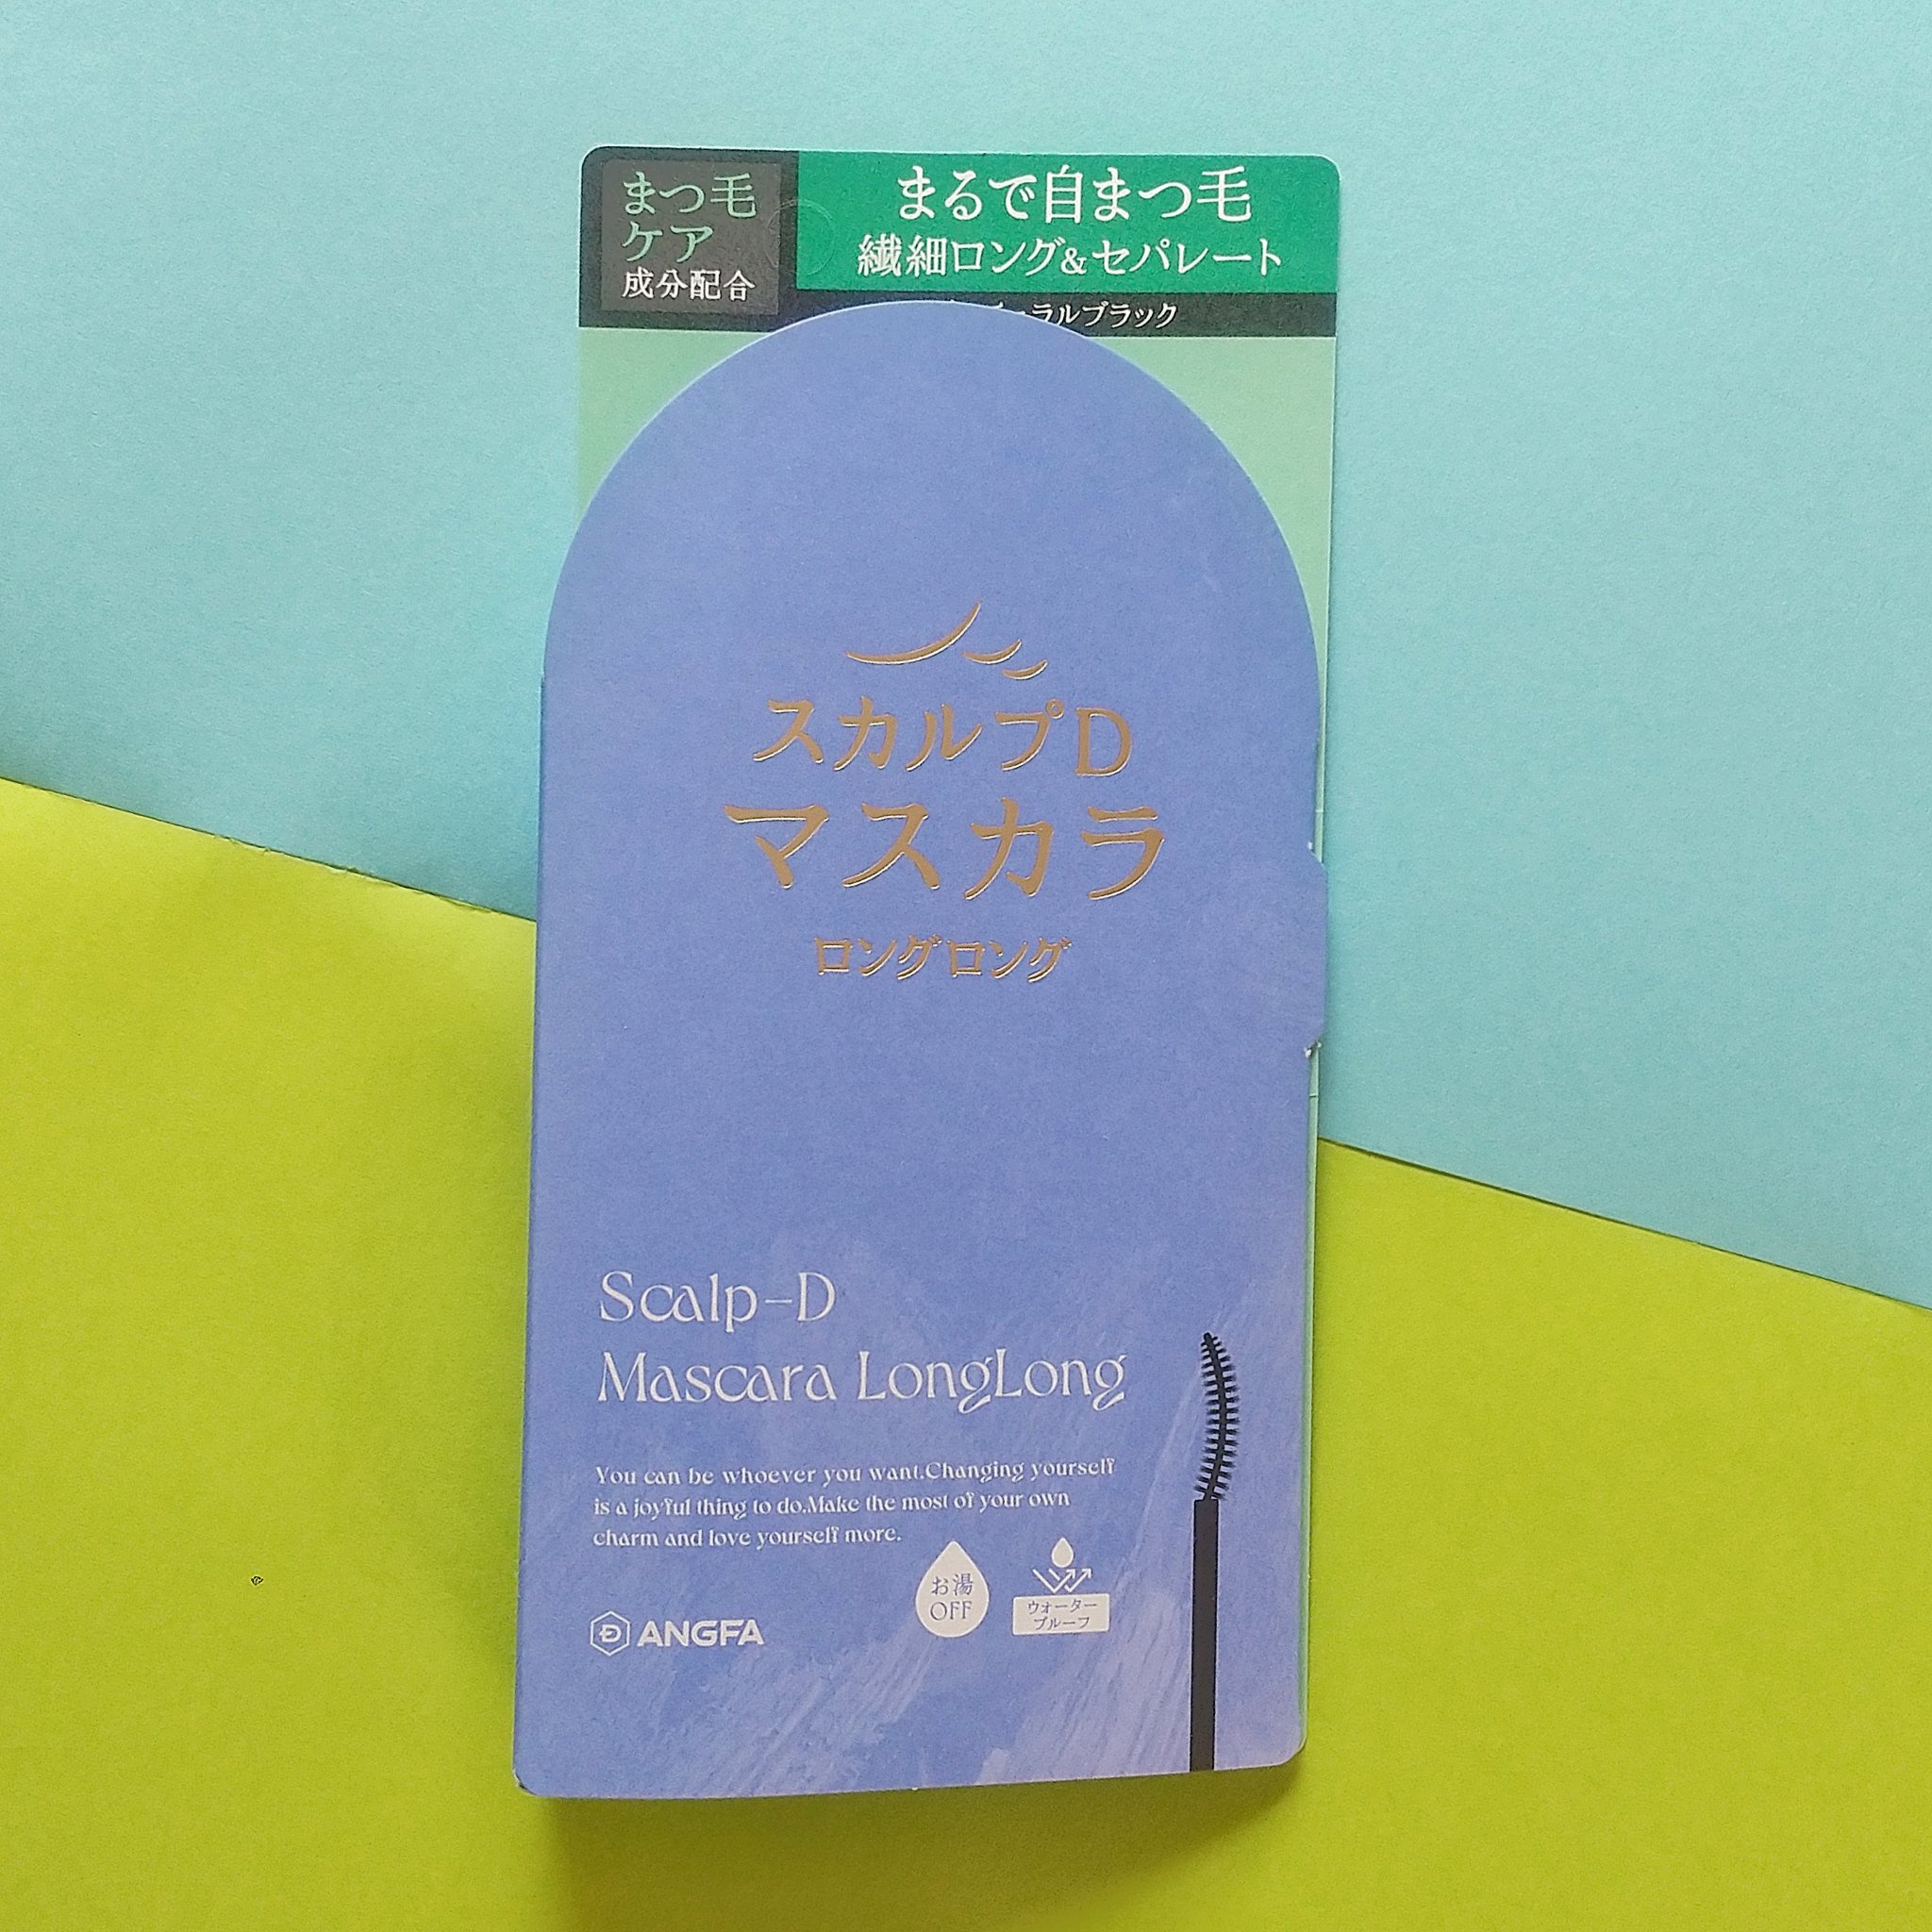 まつ毛
ケア
成分配合
まるで自まつ毛
繊細ロング&セパレート
ラルブラック
スカルプD
マスカラ
ロングロング
Scalp-D
Mascara LongLong
You can be whoever you want.Changing yourself
is a joyful thing to do.Make the most of your own
charm and love yourself more.
お湯
OFF
ウォーター
プルーフ
ANGFA